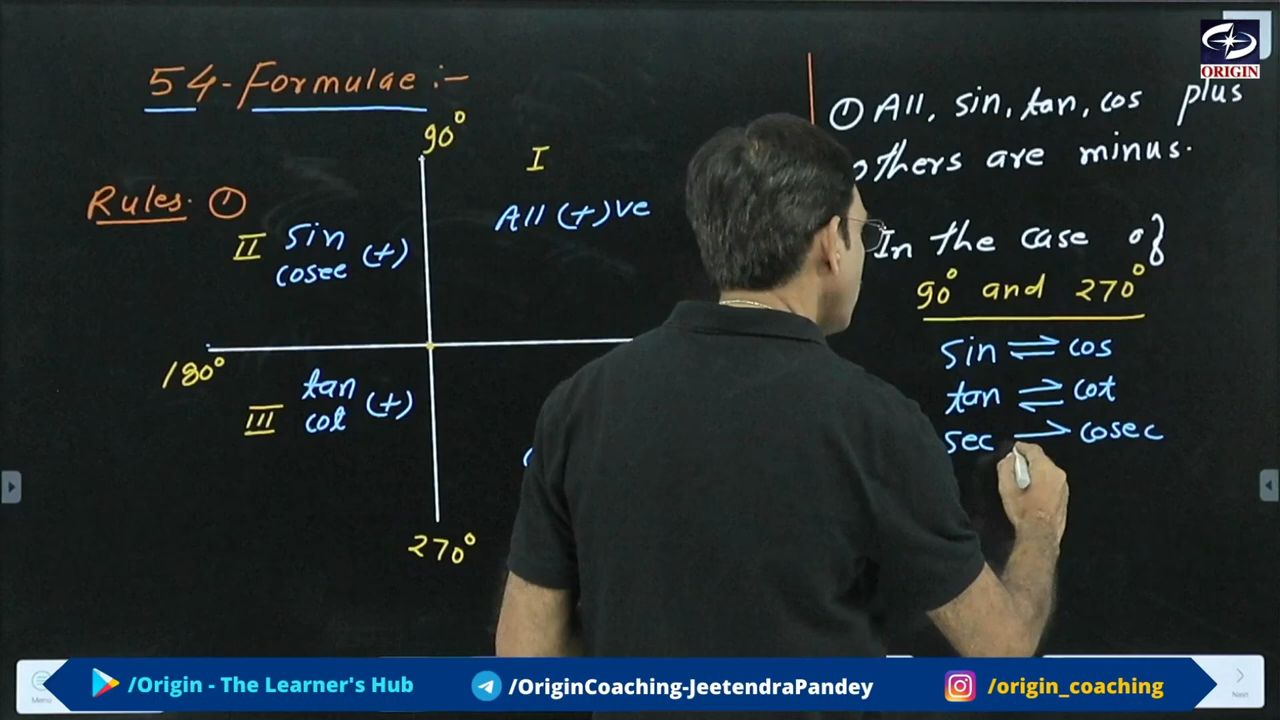 54-Formulae :-
90°
I
Rules. ①
II sin
cosec (+)
All (+)ve
180°
III tan
cot (+)
270°
① All, sin, tan, cos plus
others are minus.
In the case of
90° and 270°
sin ⇌ cos
tan ⇌ cot
sec ⇀ cosec
ORIGIN
/Origin - The Learner's Hub
/OriginCoaching-JeetendraPandey
/origin_coaching
Menu
Next